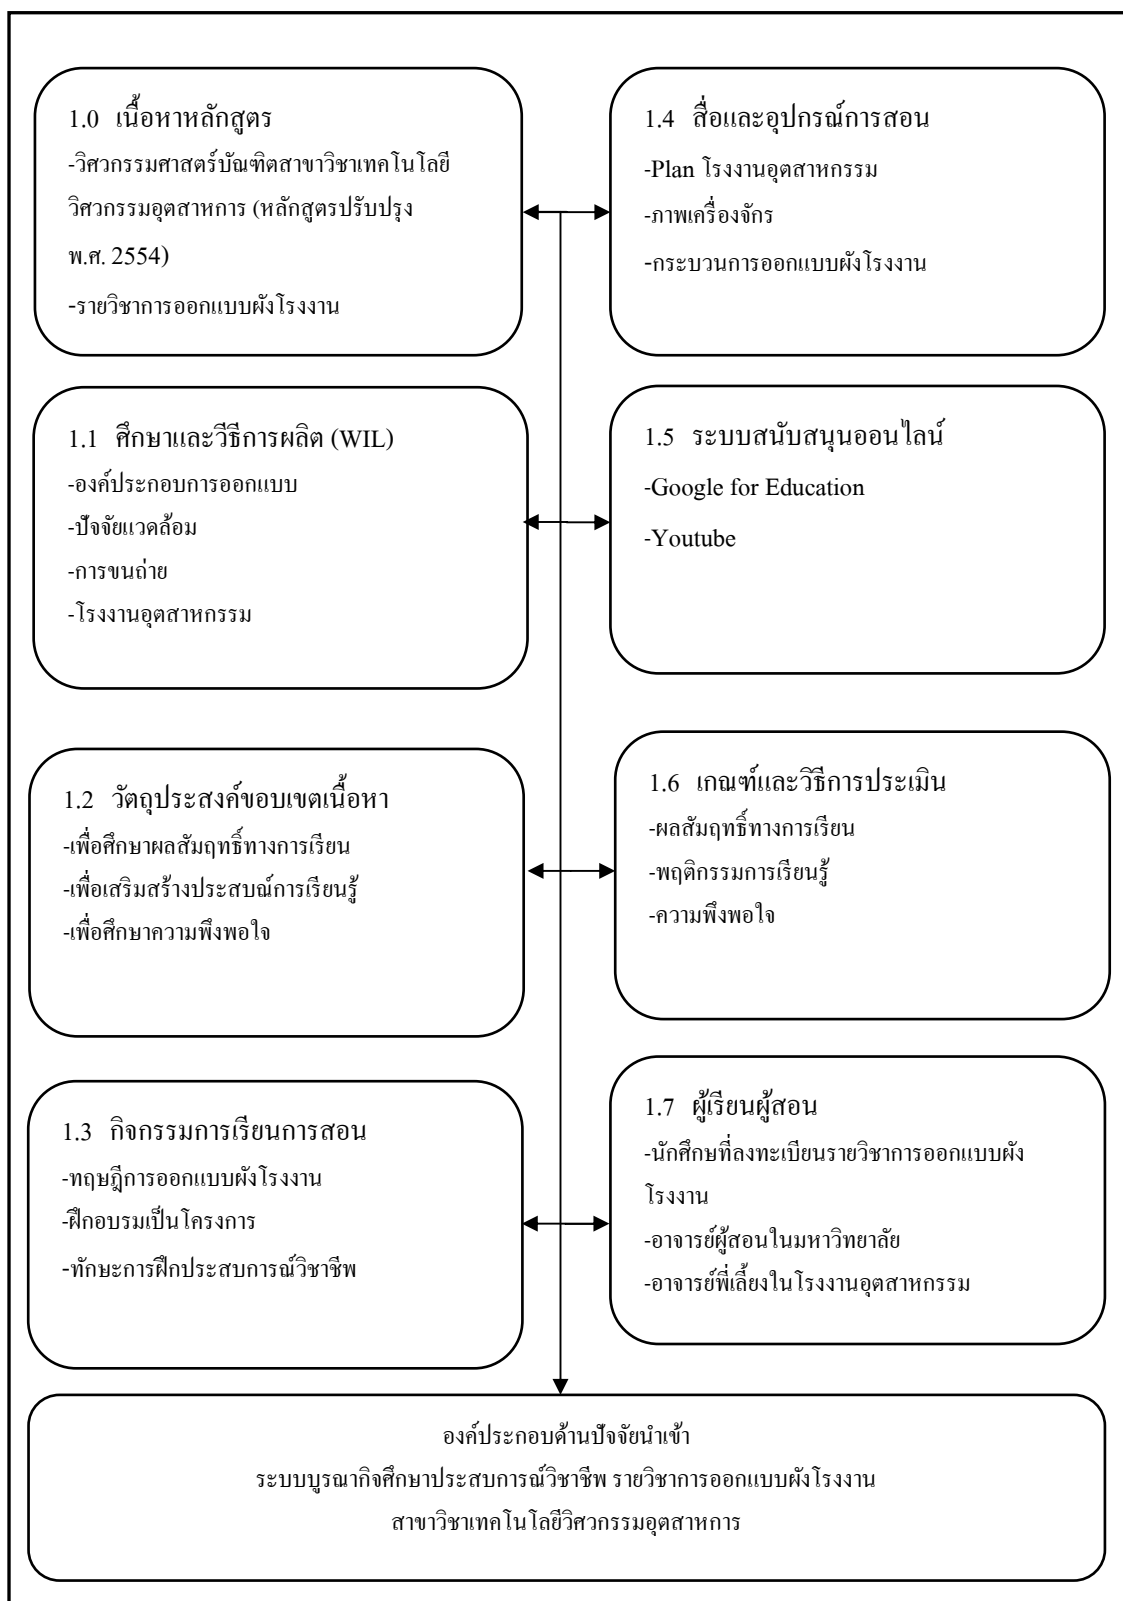 1.0 เนื้อหาหลักสูตร
-วิศวกรรมศาสตร์บัณฑิตสาขาวิชาเทคโนโลยี
วิศวกรรมอุตสาหการ (หลักสูตรปรับปรุง
พ.ศ. 2554)
-รายวิชาการออกแบบผังโรงงาน
1.1 ศึกษาและวีธีการผลิต (WIL)
-องค์ประกอบการออกแบบ
-ปัจจัยแวดล้อม
-การขนถ่าย
-โรงงานอุตสาหกรรม
1.2 วัตถุประสงค์ขอบเขตเนื้อหา
-เพื่อศึกษาผลสัมฤทธิ์ทางการเรียน
-เพื่อเสริมสร้างประสบณ์การเรียนรู้
-เพื่อศึกษาความพึงพอใจ
1.3 กิจกรรมการเรียนการสอน
-ทฤษฎีการออกแบบผังโรงงาน
-ฝึกอบรมเป็นโครงการ
-ทักษะการฝึกประสบการณ์วิชาชีพ
1.4 สื่อและอุปกรณ์การสอน
-Plan โรงงานอุตสาหกรรม
-ภาพเครื่องจักร
-กระบวนการออกแบบผังโรงงาน
1.5 ระบบสนับสนุนออนไลน์
-Google for Education
-Youtube
1.6 เกณฑ์และวิธีการประเมิน
-ผลสัมฤทธิ์ทางการเรียน
-พฤติกรรมการเรียนรู้
-ความพึงพอใจ
1.7 ผู้เรียนผู้สอน
-นักศึกษที่ลงทะเบียนรายวิชาการออกแบบผัง
โรงงาน
-อาจารย์ผู้สอนในมหาวิทยาลัย
-อาจารย์พี่เลี้ยงในโรงงานอุตสาหกรรม
องค์ประกอบด้านปัจจัยนำเข้า
ระบบบูรณากิจศึกษาประสบการณ์วิชาชีพ รายวิชาการออกแบบผังโรงงาน
สาขาวิชาเทคโนโลยีวิศวกรรมอุตสาหการ